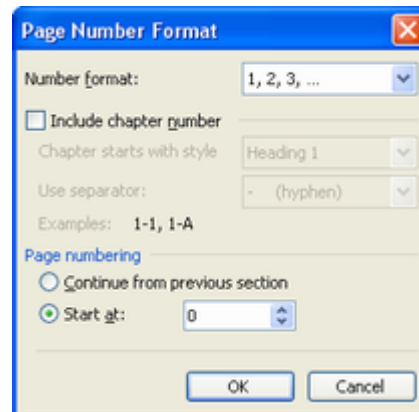 Page Number Format
Number format: 1, 2, 3, ...
Include chapter number
Chapter starts with style Heading 1
Use separator: - (hyphen)
Examples: 1-1, 1-A
Page numbering
Continue from previous section
Start at: 0
OK Cancel